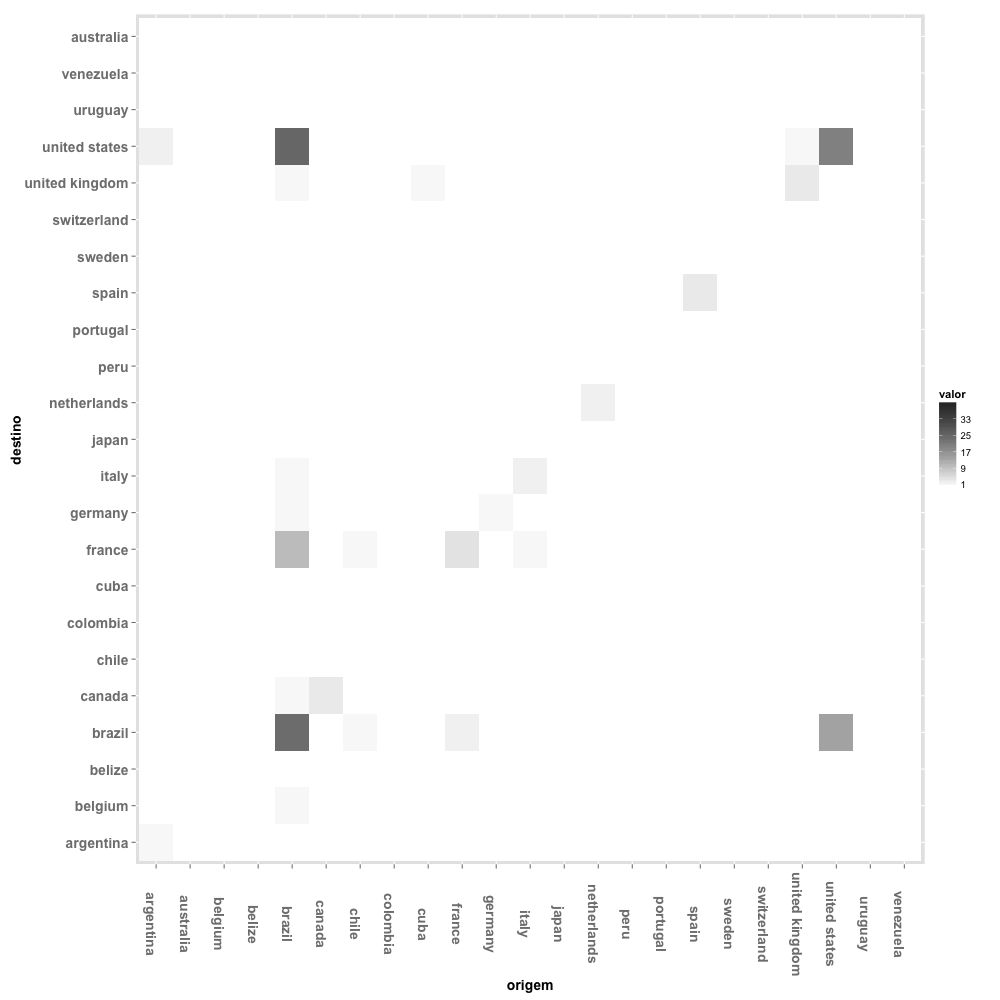 australia
venezuela
uruguay
united states
united kingdom
switzerland
sweden
spain
portugal
peru
netherlands
japan
italy
germany
france
cuba
colombia
chile
canada
brazil
belize
belgium
argentina
destino
argentina
australia
belgium
belize
brazil
canada
chile
colombia
cuba
france
germany
italy
japan
netherlands
peru
portugal
spain
sweden
switzerland
united kingdom
united states
uruguay
venezuela
origem
valor
33
25
17
9
1